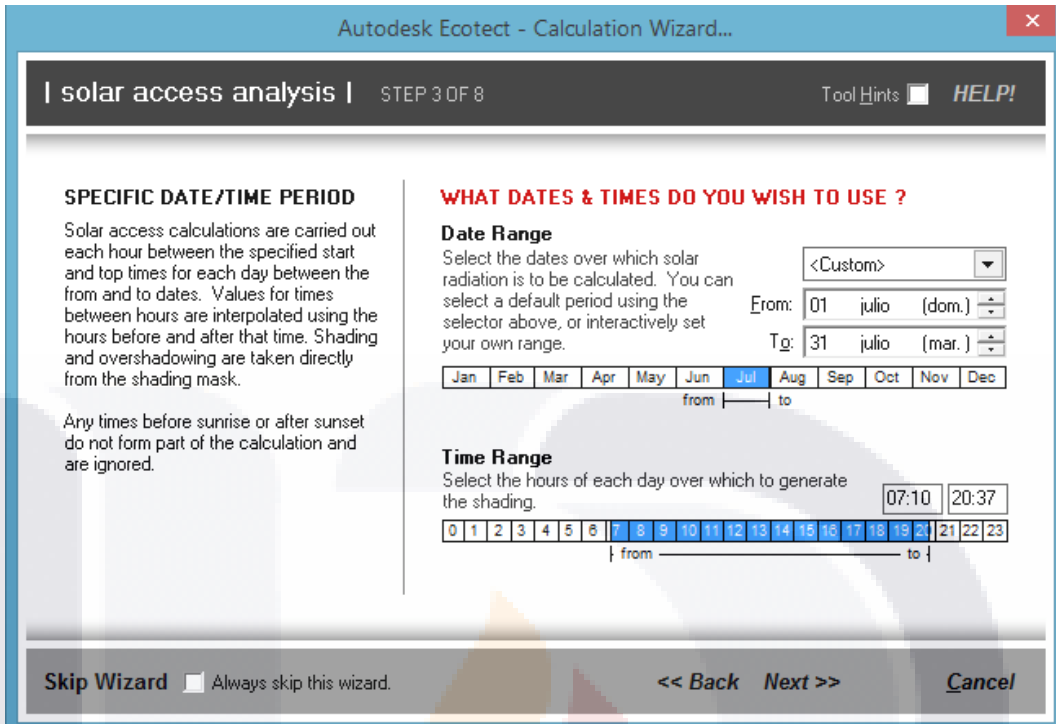 Autodesk Ecotect - Calculation Wizard...
| solar access analysis | STEP 3 OF 8 Tool Hints HELP!
SPECIFIC DATE/TIME PERIOD
Solar access calculations are carried out
each hour between the specified start
and top times for each day between the
from and to dates. Values for times
between hours are interpolated using the
hours before and after that time. Shading
and overshadowing are taken directly
from the shading mask.
Any times before sunrise or after sunset
do not form part of the calculation and
are ignored.
WHAT DATES & TIMES DO YOU WISH TO USE ?
Date Range
Select the dates over which solar
radiation is to be calculated. You can
select a default period using the
selector above, or interactively set
your own range.
<Custom>
From: 01 julio (dom.)
To: 31 julio (mar.)
Jan Feb Mar Apr May Jun Jul Aug Sep Oct Nov Dec
from to
Time Range
Select the hours of each day over which to generate
the shading.
07:10 20:37
0 1 2 3 4 5 6 7 8 9 10 11 12 13 14 15 16 17 18 19 20 21 22 23
from to
Skip Wizard Always skip this wizard. << Back Next >> Cancel